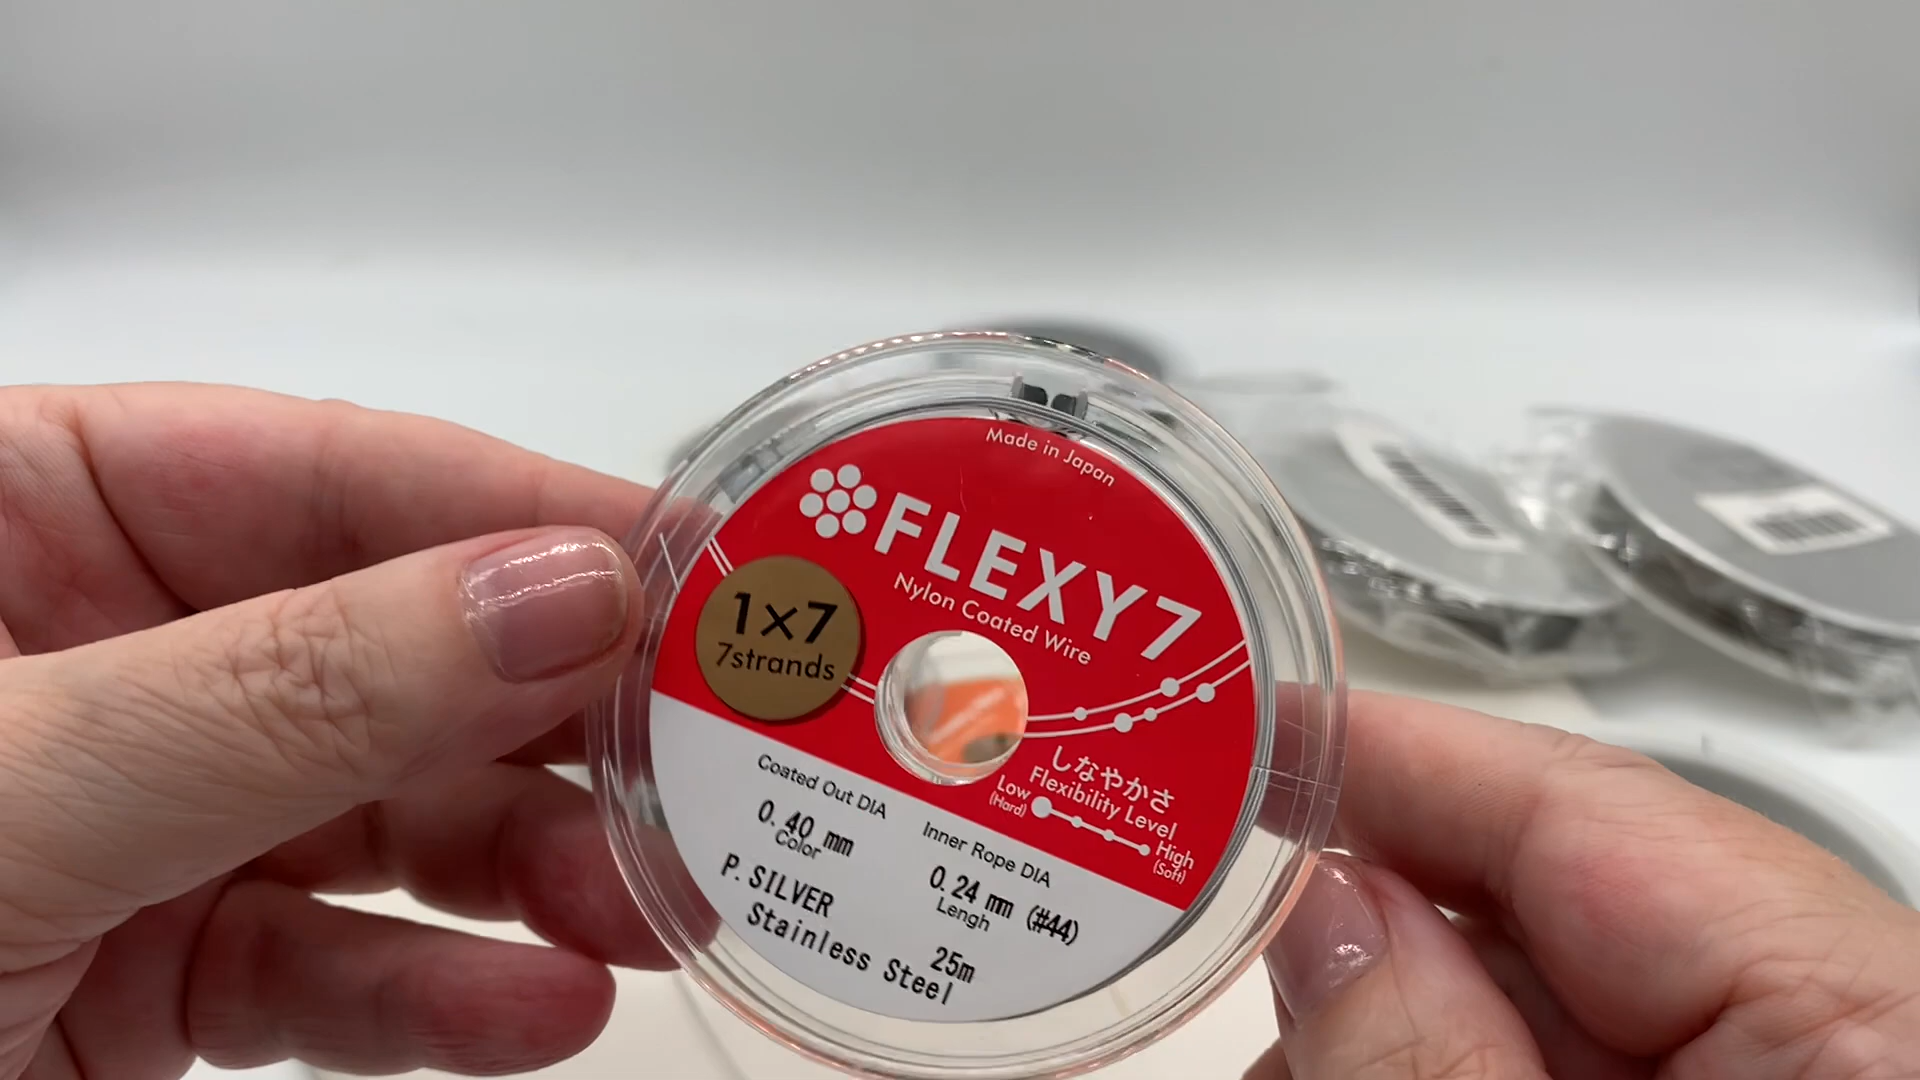 Made in Japan
FLEXY7
Nylon Coated Wire
1×7
7strands
しなやかさ
Flexibility Level
Low
(Hard)
High
(Soft)
Coated Out DIA
0.40 mm
Color
P.SILVER
Stainless Steel
Inner Rope DIA
0.24 mm (#44)
Lengh
25m